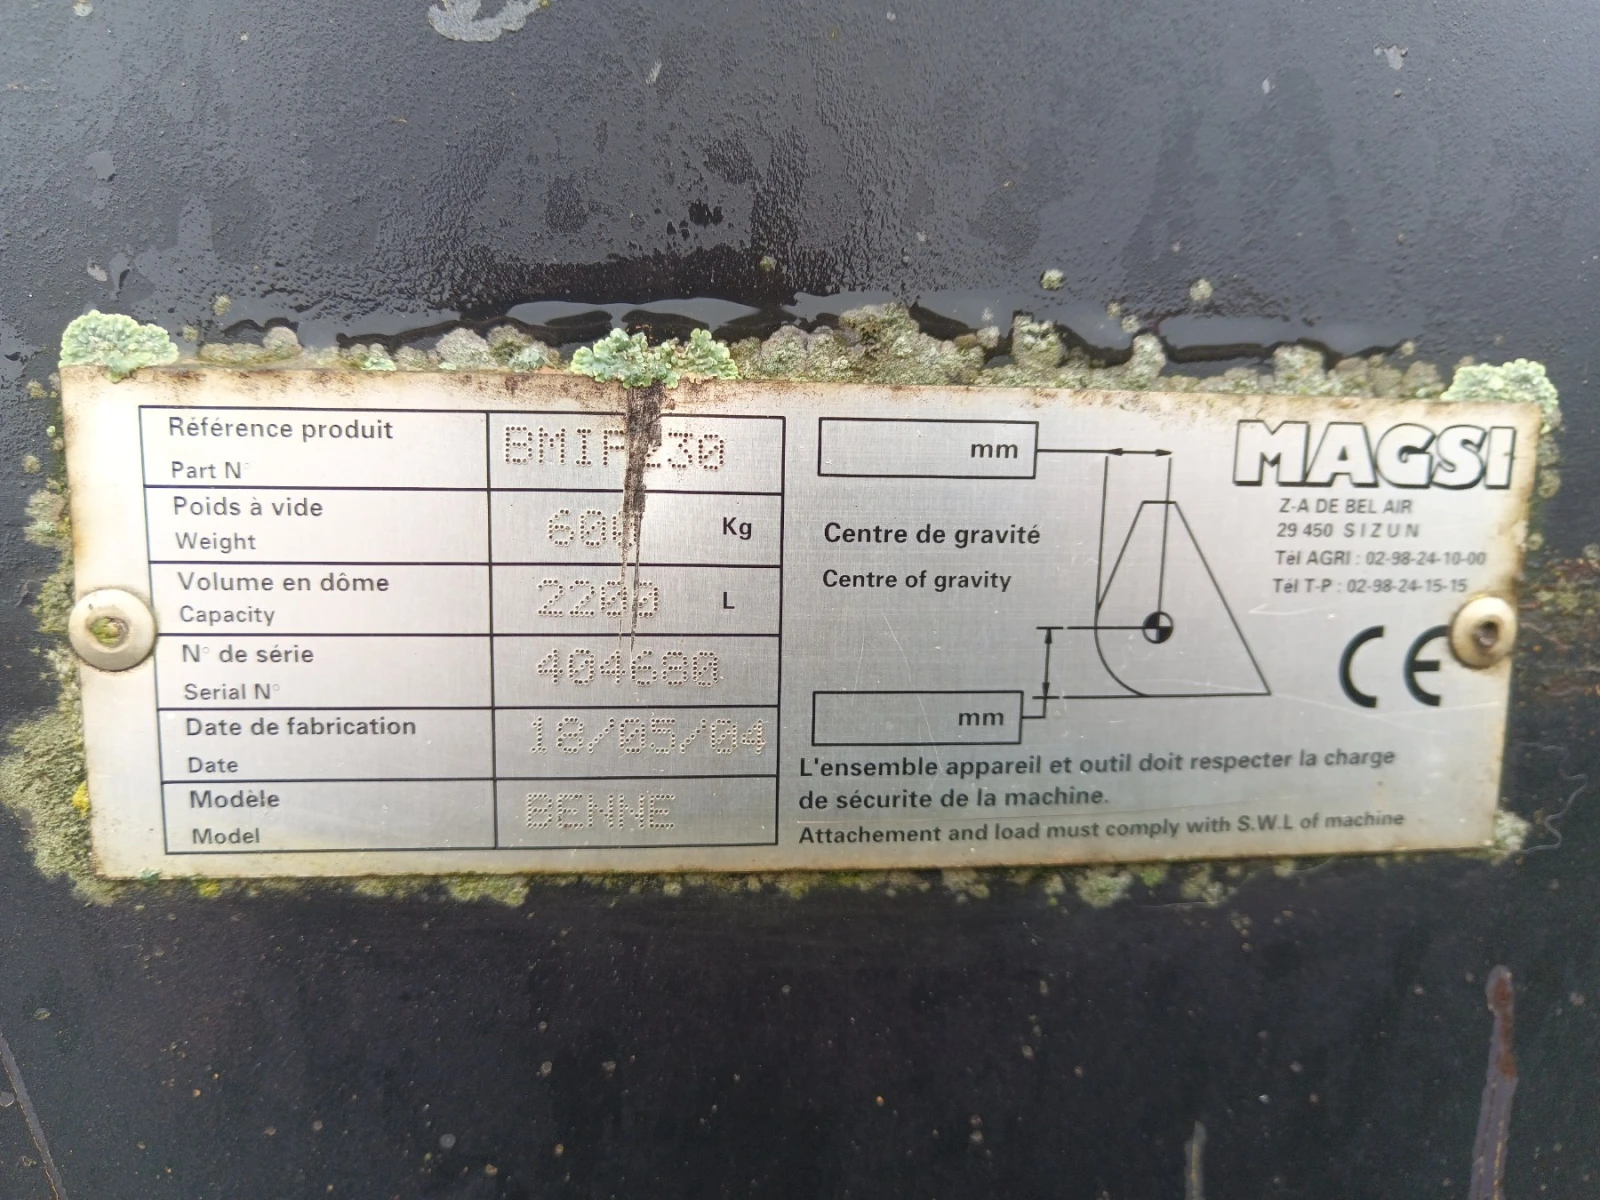 Référence produit
Part N°
Poids à vide
Weight
600 Kg
Volume en dôme
Capacity
2200 L
N° de série
Serial N°
404680
Date de fabrication
Date
18/05/04
Modèle
Model
BENNE
mm
Centre de gravité
Centre of gravity
mm
L'ensemble appareil et outil doit respecter la charge
de sécurite de la machine.
Attachement and load must comply with S.W.L of machine
MAGSI
Z-A DE BEL AIR
29 450 SIZUN
Tél AGRI : 02-98-24-10-00
Tél T-P : 02-98-24-15-15
CE